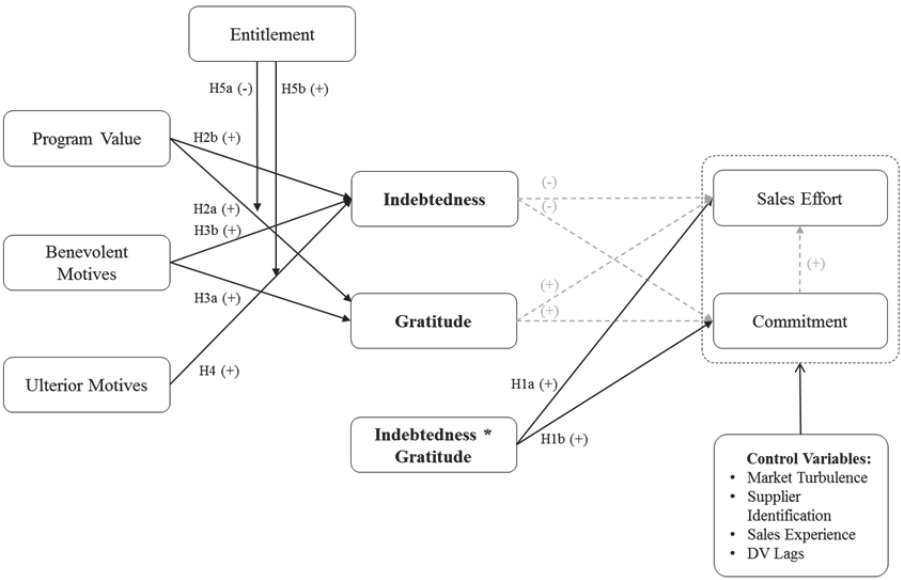 Entitlement
H5a (-)
H5b (+)
Program Value
H2b (+)
H2a (+)
H3b (+)
Benevolent
Motives
H3a (+)
Ulterior Motives
H4 (+)
Indebtedness
(-)
(-)
Gratitude
(+)
(+)
Indebtedness *
Gratitude
H1a (+)
H1b (+)
Sales Effort
(+)
Commitment
Control Variables:
• Market Turbulence
• Supplier
Identification
• Sales Experience
• DV Lags